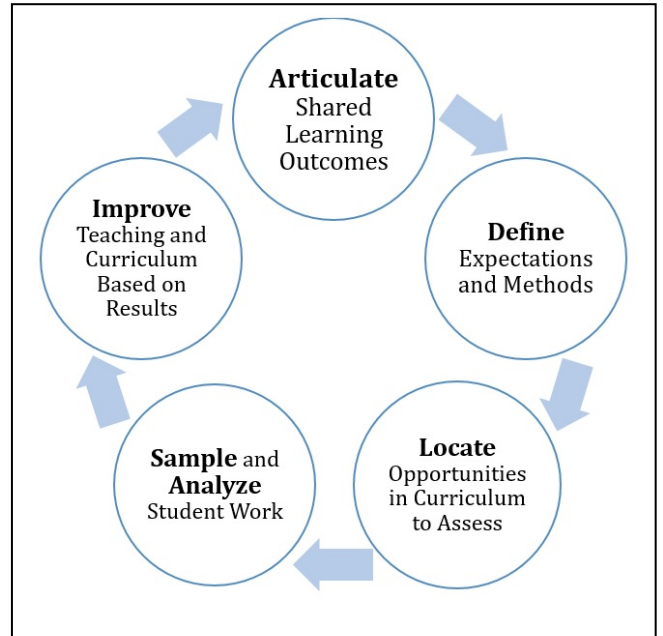 Articulate
Shared
Learning
Outcomes
Define
Expectations
and Methods
Locate
Opportunities
in Curriculum
to Assess
Sample and
Analyze
Student Work
Improve
Teaching and
Curriculum
Based on
Results